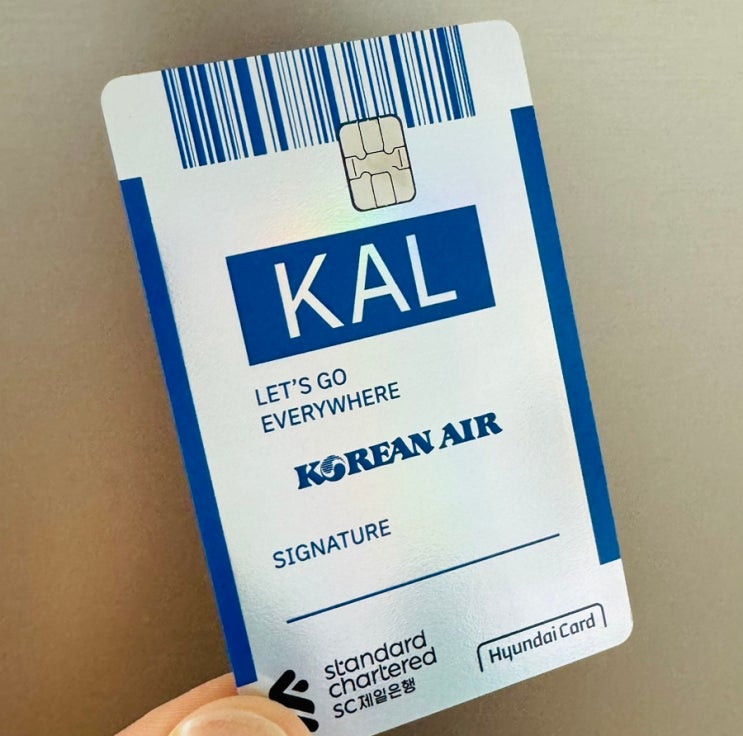 KAL
LET'S GO
EVERYWHERE
KOREAN AIR
SIGNATURE
standard
chartered
SC제일은행
Hyundai Card